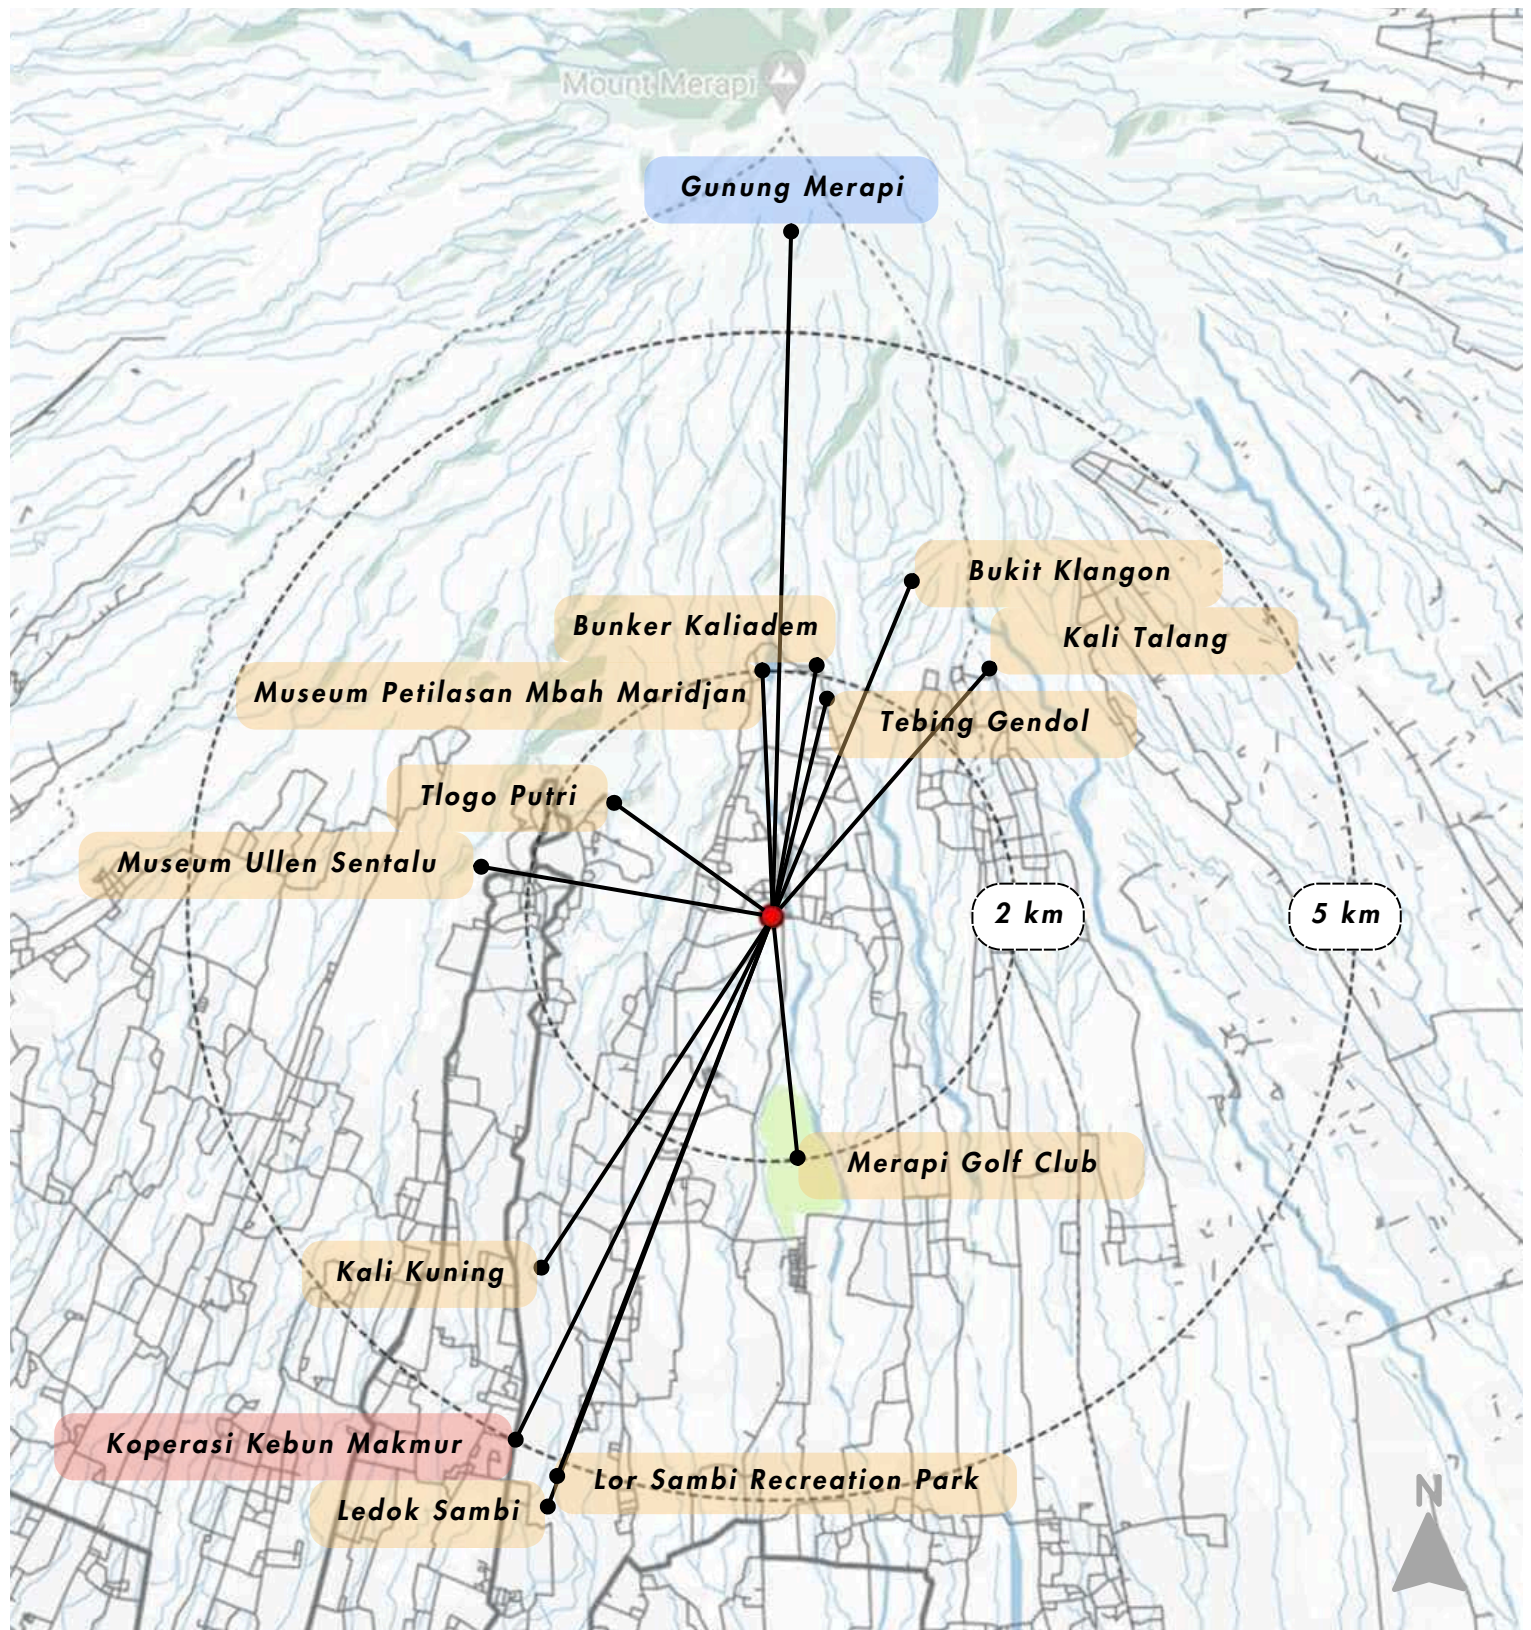 Mount Merapi
Gunung Merapi
Bukit Klangon
Bunker Kaliadem
Kali Talang
Museum Petilasan Mbah Maridjan
Tebing Gendol
Tlogo Putri
Museum Ullen Sentalu
2 km
5 km
Merapi Golf Club
Kali Kuning
Koperasi Kebun Makmur
Lor Sambi Recreation Park
Ledok Sambi
N